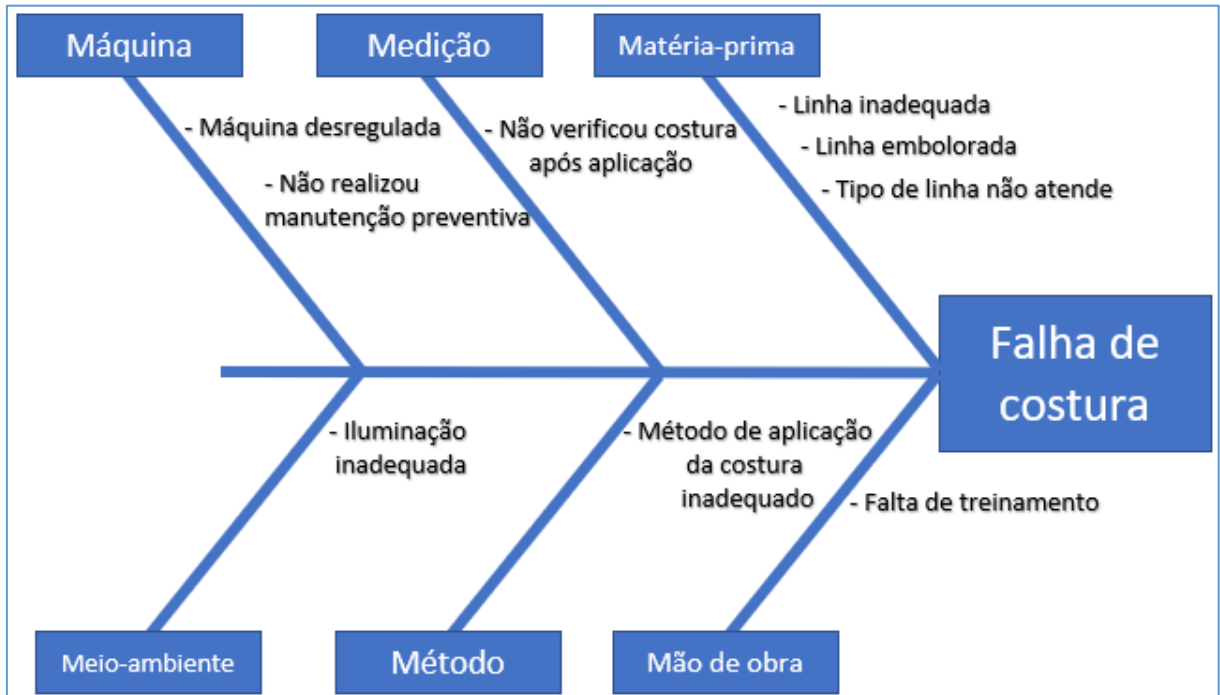 Máquina
Medição
Matéria-prima
- Máquina desregulada
- Não realizou
manutenção preventiva
- Não verificou costura
após aplicação
- Linha inadequada
- Linha embolorada
- Tipo de linha não atende
Falha de
costura
- Iluminação
inadequada
- Método de aplicação
da costura
inadequado
- Falta de treinamento
Meio-ambiente
Método
Mão de obra